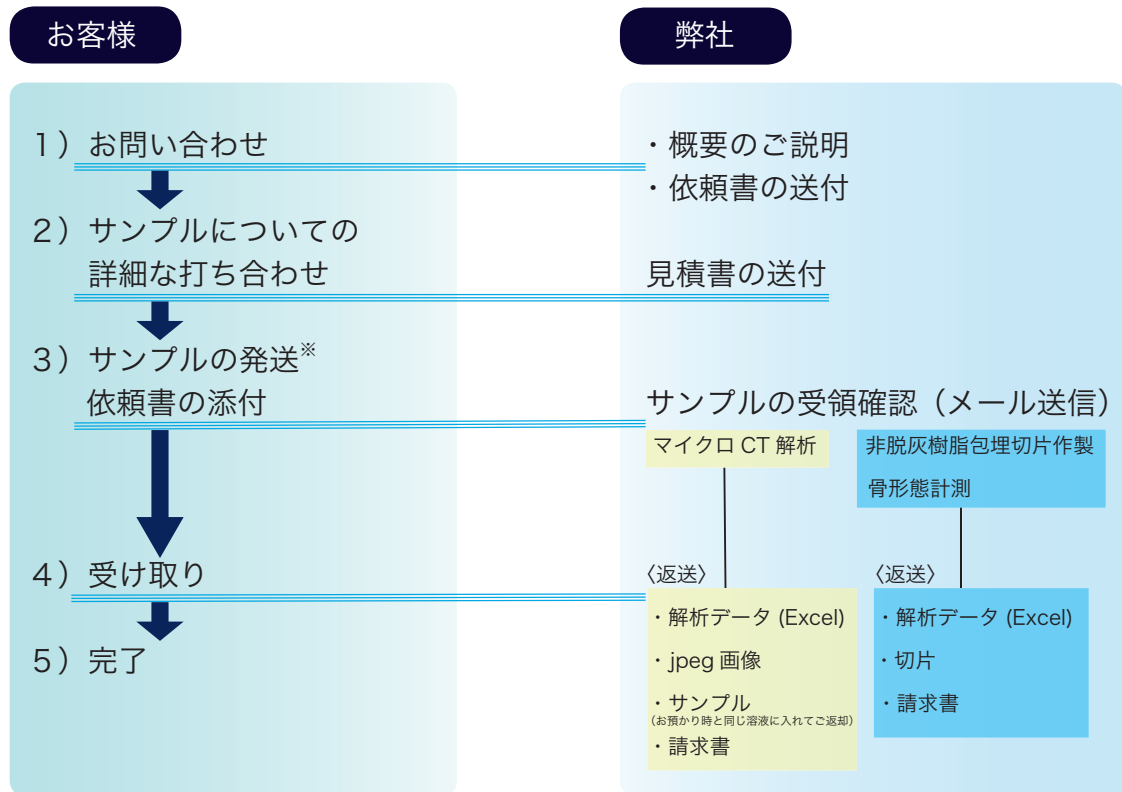 お客様
弊社
1）お問い合わせ
・概要のご説明
・依頼書の送付
2）サンプルについての
詳細な打ち合わせ
見積書の送付
3）サンプルの発送※
依頼書の添付
サンプルの受領確認（メール送信）
マイクロ CT 解析
非脱灰樹脂包埋切片作製
骨形態計測
4）受け取り
〈返送〉
・解析データ (Excel)
・jpeg 画像
・サンプル
（お預かり時と同じ溶液に入れてご返却）
・請求書
〈返送〉
・解析データ (Excel)
・切片
・請求書
5）完了